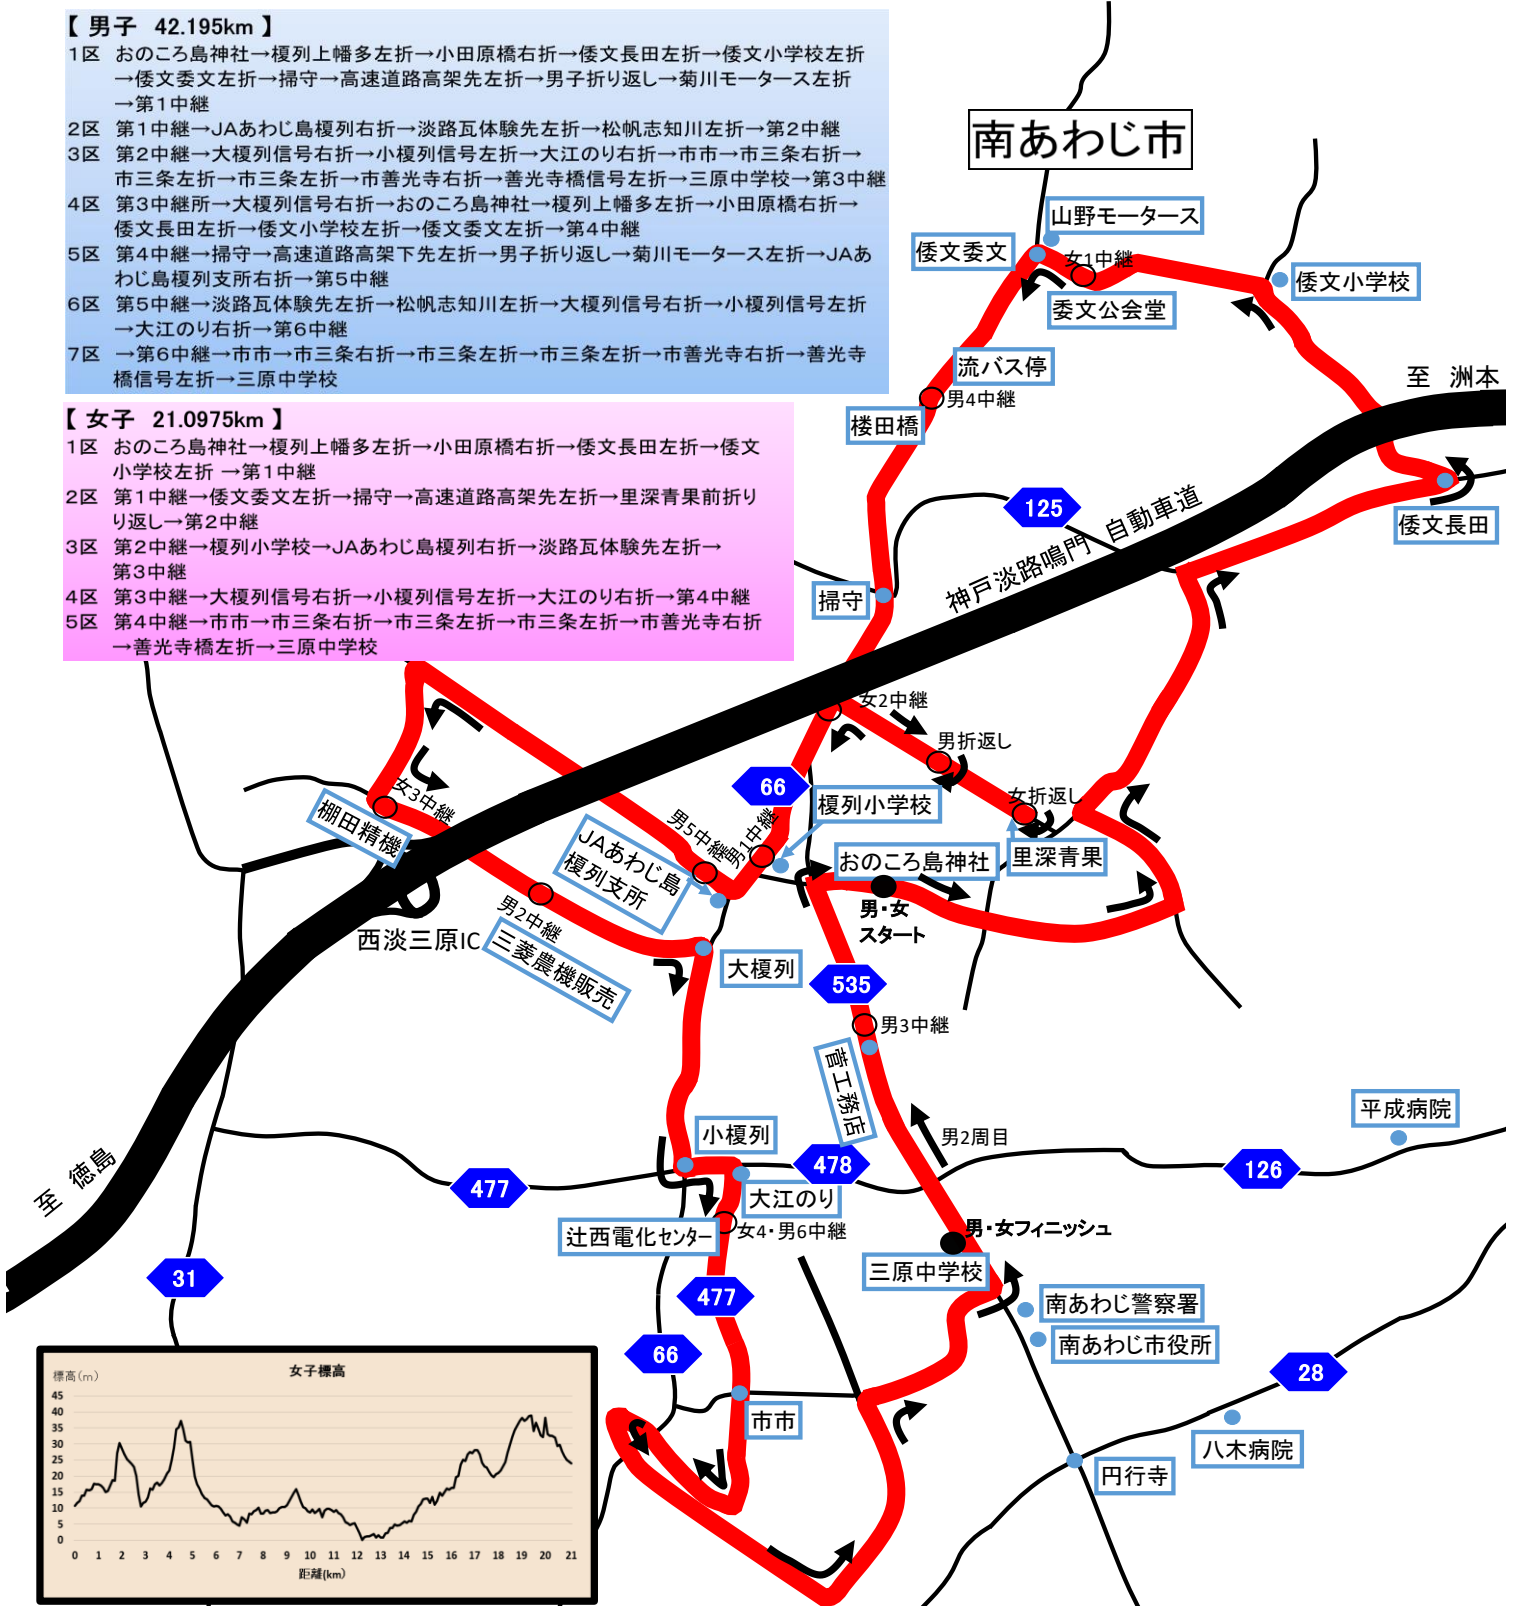 【 男子 42.195km 】
1区 おのころ島神社→榎列上幡多左折→小田原橋右折→倭文長田左折→倭文小学校左折
→倭文委文左折→掃守→高速道路高架先左折→男子折り返し→菊川モータース左折
→第1中継
2区 第1中継→JAあわじ島榎列右折→淡路瓦体験先左折→松帆志知川左折→第2中継
3区 第2中継→大榎列信号右折→小榎列信号左折→大江のり右折→市市→市三条右折→
市三条左折→市三条左折→市善光寺右折→善光寺橋信号左折→三原中学校→第3中継
4区 第3中継所→大榎列信号右折→おのころ島神社→榎列上幡多左折→小田原橋右折→
倭文長田左折→倭文小学校左折→倭文委文左折→第4中継
5区 第4中継→掃守→高速道路高架下先左折→男子折り返し→菊川モータース左折→JAあ
わじ島榎列支所右折→第5中継
6区 第5中継→淡路瓦体験先左折→松帆志知川左折→大榎列信号右折→小榎列信号左折
→大江のり右折→第6中継
7区 →第6中継→市市→市三条右折→市三条左折→市三条左折→市善光寺右折→善光寺
橋信号左折→三原中学校
【 女子 21.0975km 】
1区 おのころ島神社→榎列上幡多左折→小田原橋右折→倭文長田左折→倭文
小学校左折 →第1中継
2区 第1中継→倭文委文左折→掃守→高速道路高架先左折→里深青果前折り
り返し→第2中継
3区 第2中継→榎列小学校→JAあわじ島榎列右折→淡路瓦体験先左折→
第3中継
4区 第3中継→大榎列信号右折→小榎列信号左折→大江のり右折→第4中継
5区 第4中継→市市→市三条右折→市三条左折→市三条左折→市善光寺右折
→善光寺橋左折→三原中学校
南あわじ市
山野モータース
倭文委文
女1中継
委文公会堂
倭文小学校
流バス停
男4中継
楼田橋
至 洲本
125
神戸淡路鳴門 自動車道
倭文長田
掃守
女2中継
男折返し
66
榎列小学校
女折返し
女3中継
棚田精機
男5中継
男1中継
JAあわじ島
榎列支所
おのころ島神社
里深青果
男・女
スタート
男2中継
西淡三原IC
三菱農機販売
大榎列
535
男3中継
菅工務店
平成病院
小榎列
男2周目
478
126
至 徳島
477
大江のり
辻西電化センター
女4・男6中継
男・女フィニッシュ
三原中学校
31
477
南あわじ警察署
南あわじ市役所
66
28
市市
八木病院
円行寺
女子標高
標高(m)
45
40
35
30
25
20
15
10
5
0
0 1 2 3 4 5 6 7 8 9 10 11 12 13 14 15 16 17 18 19 20 21
距離(km)